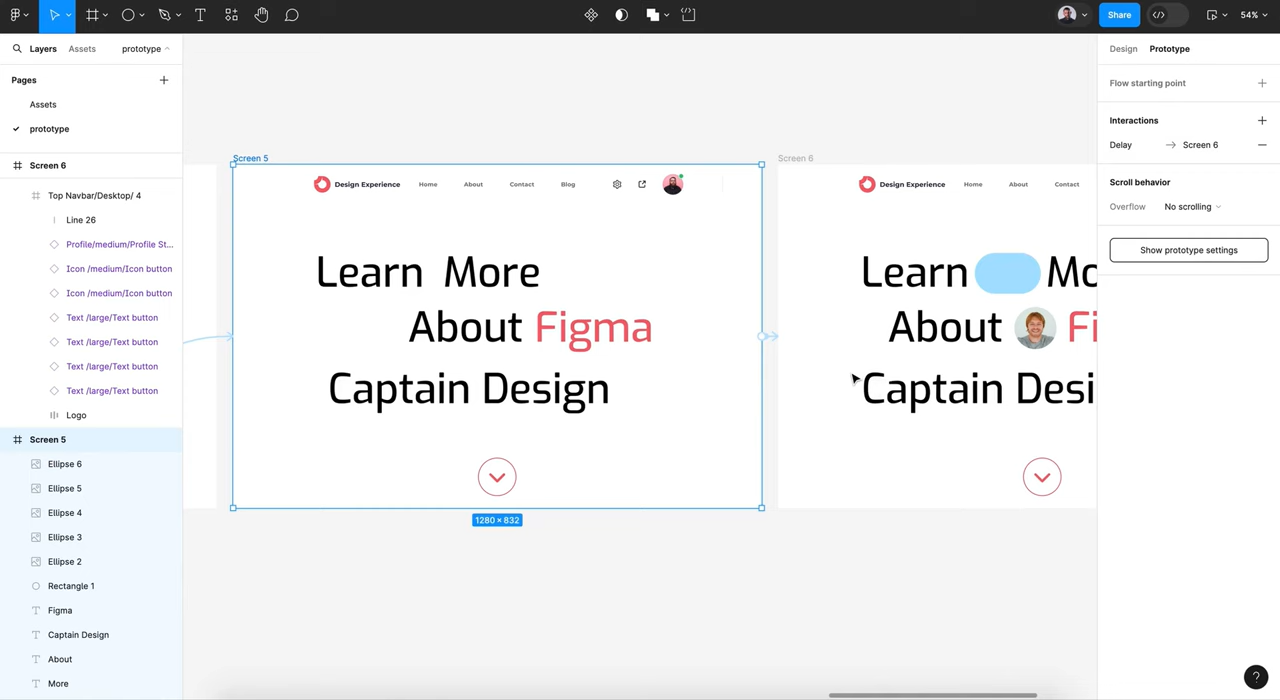 Share
54%
Layers
Assets
prototype
Design
Prototype
Pages
Flow starting point
Assets
Interactions
prototype
Delay
Screen 6
Screen 6
Scroll behavior
Top Navbar/Desktop/ 4
Overflow
No scrolling
Line 26
Profile/medium/Profile St...
Show prototype settings
Icon /medium/Icon button
Icon /medium/Icon button
Text /large/Text button
Text /large/Text button
Text /large/Text button
Text /large/Text button
Logo
Screen 5
Ellipse 6
Ellipse 5
Ellipse 4
Ellipse 3
Ellipse 2
Rectangle 1
Figma
Captain Design
About
More
Screen 5
Design Experience
Home
About
Contact
Blog
Learn More
About Figma
Captain Design
1280 × 832
Screen 6
Design Experience
Home
About
Contact
Learn Mo
About Fi
Captain Desi
?